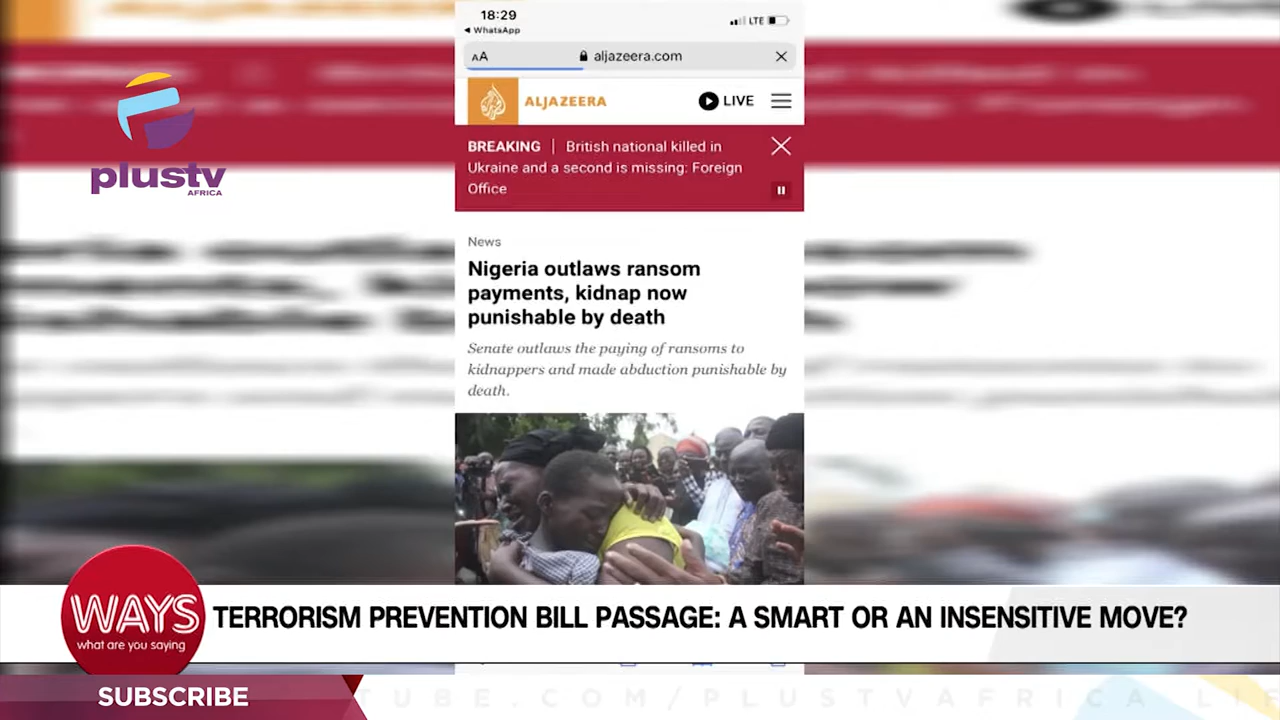 18:29
LTE
WhatsApp
AA
aljazeera.com
ALJAZEERA
LIVE
BREAKING | British national killed in
Ukraine and a second is missing: Foreign
Office
News
Nigeria outlaws ransom
payments, kidnap now
punishable by death
Senate outlaws the paying of ransoms to
kidnappers and made abduction punishable by
death.
plustv
AFRICA
WAYS
what are you saying
TERRORISM PREVENTION BILL PASSAGE: A SMART OR AN INSENSITIVE MOVE?
SUBSCRIBE
TUBE.COM/PLUSTVAFRICA